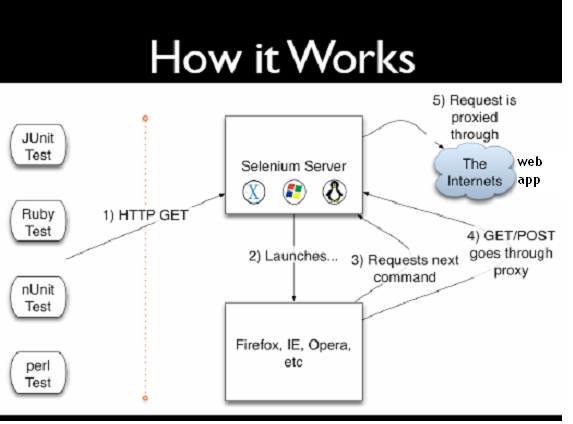 How it Works
JUnit
Test
Ruby
Test
nUnit
Test
perl
Test
1) HTTP GET
Selenium Server
X
2) Launches...
Firefox, IE, Opera,
etc
3) Requests next
command
4) GET/POST
goes through
proxy
5) Request is
proxied
through
The
Internets
web
app